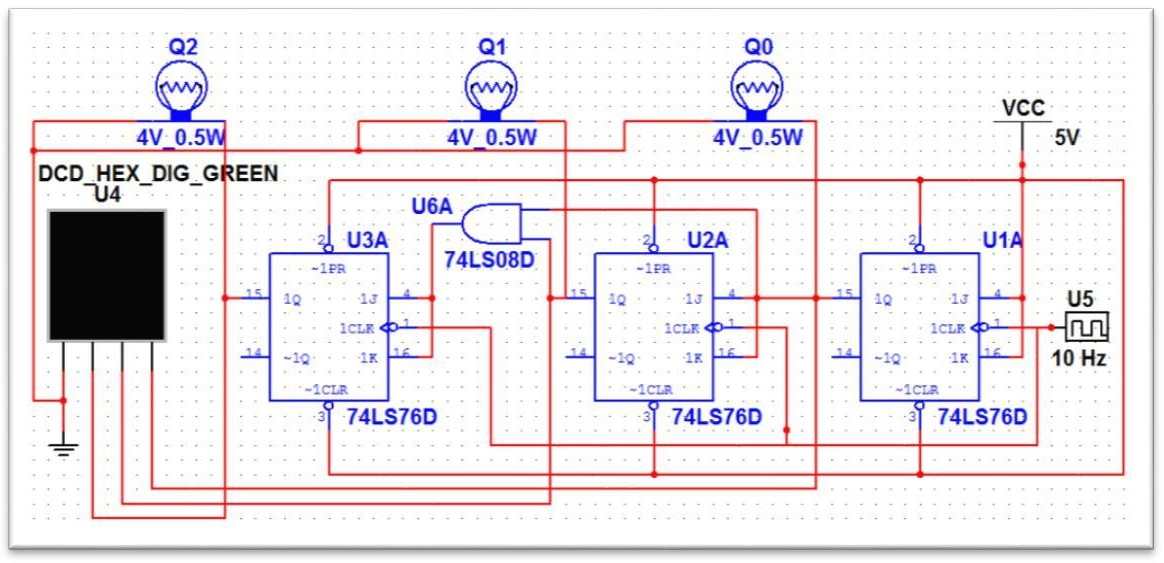 Q2 Q1 Q0
4V_0.5W 4V_0.5W 4V_0.5W
VCC
5V
DCD_HEX_DIG_GREEN
U4
U6A
74LS08D
U3A U2A U1A
2 2 2
~1PR ~1PR ~1PR
15 1Q 1J 4 15 1Q 1J 4 15 1Q 1J 4
1CLK 1 1CLK 1 1CLK 1
14 ~1Q 1K 16 14 ~1Q 1K 16 14 ~1Q 1K 16
~1CLR ~1CLR ~1CLR
3 74LS76D 3 74LS76D 3 74LS76D
U5
10 Hz